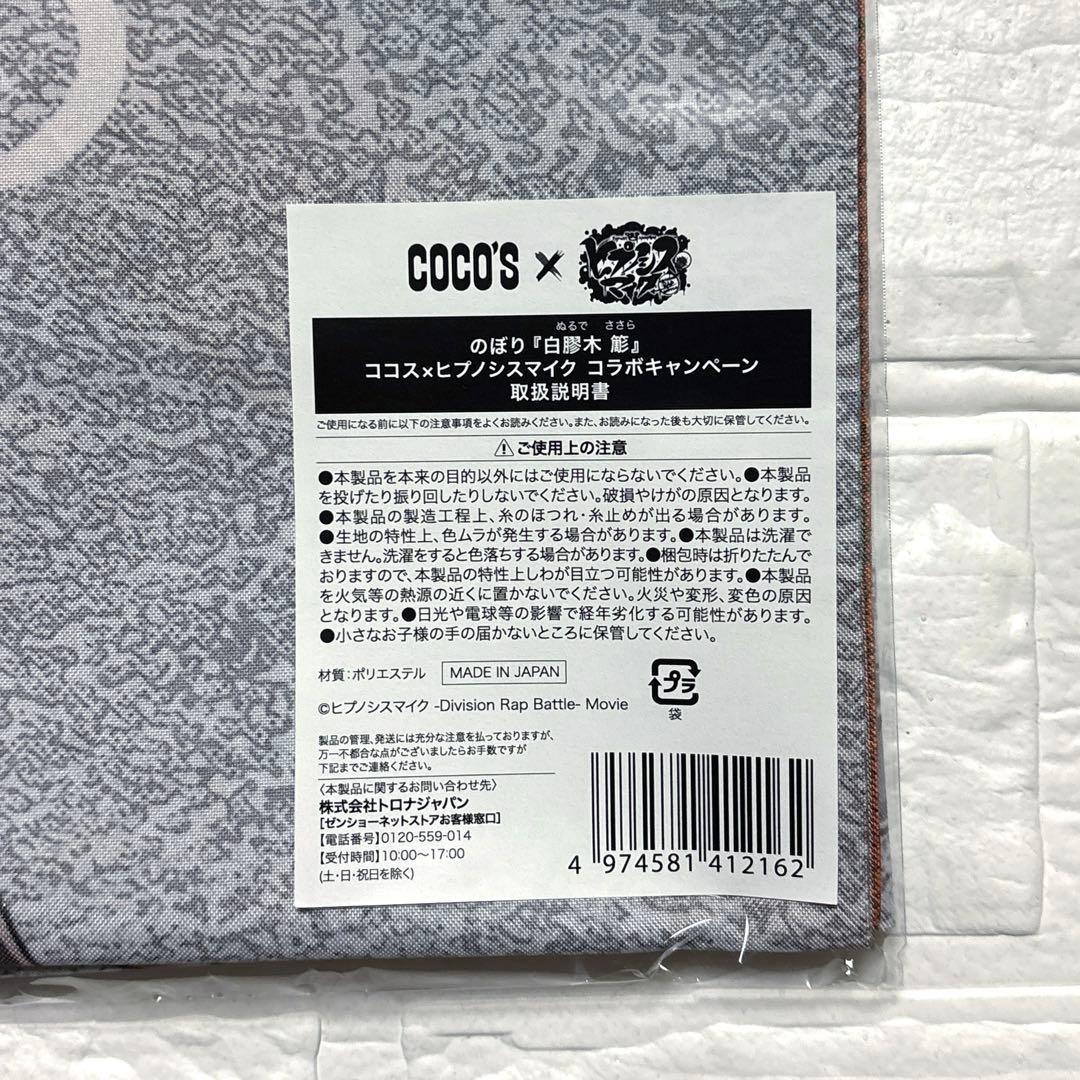 COCO'S × ヒプノシスマイク
ぬるで ささら
のぼり『白膠木 簓』
ココス×ヒプノシスマイク コラボキャンペーン
取扱説明書
ご使用になる前に以下の注意事項をよくお読みください。また、お読みになった後も大切に保管してください。
⚠ご使用上の注意
●本製品を本来の目的以外にはご使用にならないでください。●本製品
を投げたり振り回したりしないでください。破損やけがの原因となります。
●本製品の製造工程上、糸のほつれ・糸止めが出る場合があります。
●生地の特性上、色ムラが発生する場合があります。●本製品は洗濯で
きません。洗濯をすると色落ちする場合があります。●梱包時は折りたたんで
おりますので、本製品の特性上しわが目立つ可能性があります。●本製品
を火気等の熱源の近くに置かないでください。火災や変形、変色の原因
となります。●日光や電球等の影響で経年劣化する可能性があります。
●小さなお子様の手の届かないところに保管してください。
材質：ポリエステル MADE IN JAPAN
プラ
袋
©ヒプノシスマイク -Division Rap Battle- Movie
製品の管理、発送には充分な注意を払っておりますが、
万一不都合な点がございましたらお手数ですが
下記までご連絡ください。
〈本製品に関するお問い合わせ先〉
株式会社トロナジャパン
[ゼンショーネットストアお客様窓口]
【電話番号】0120-559-014
【受付時間】10:00〜17:00
(土・日・祝日を除く)
4 974581 412162